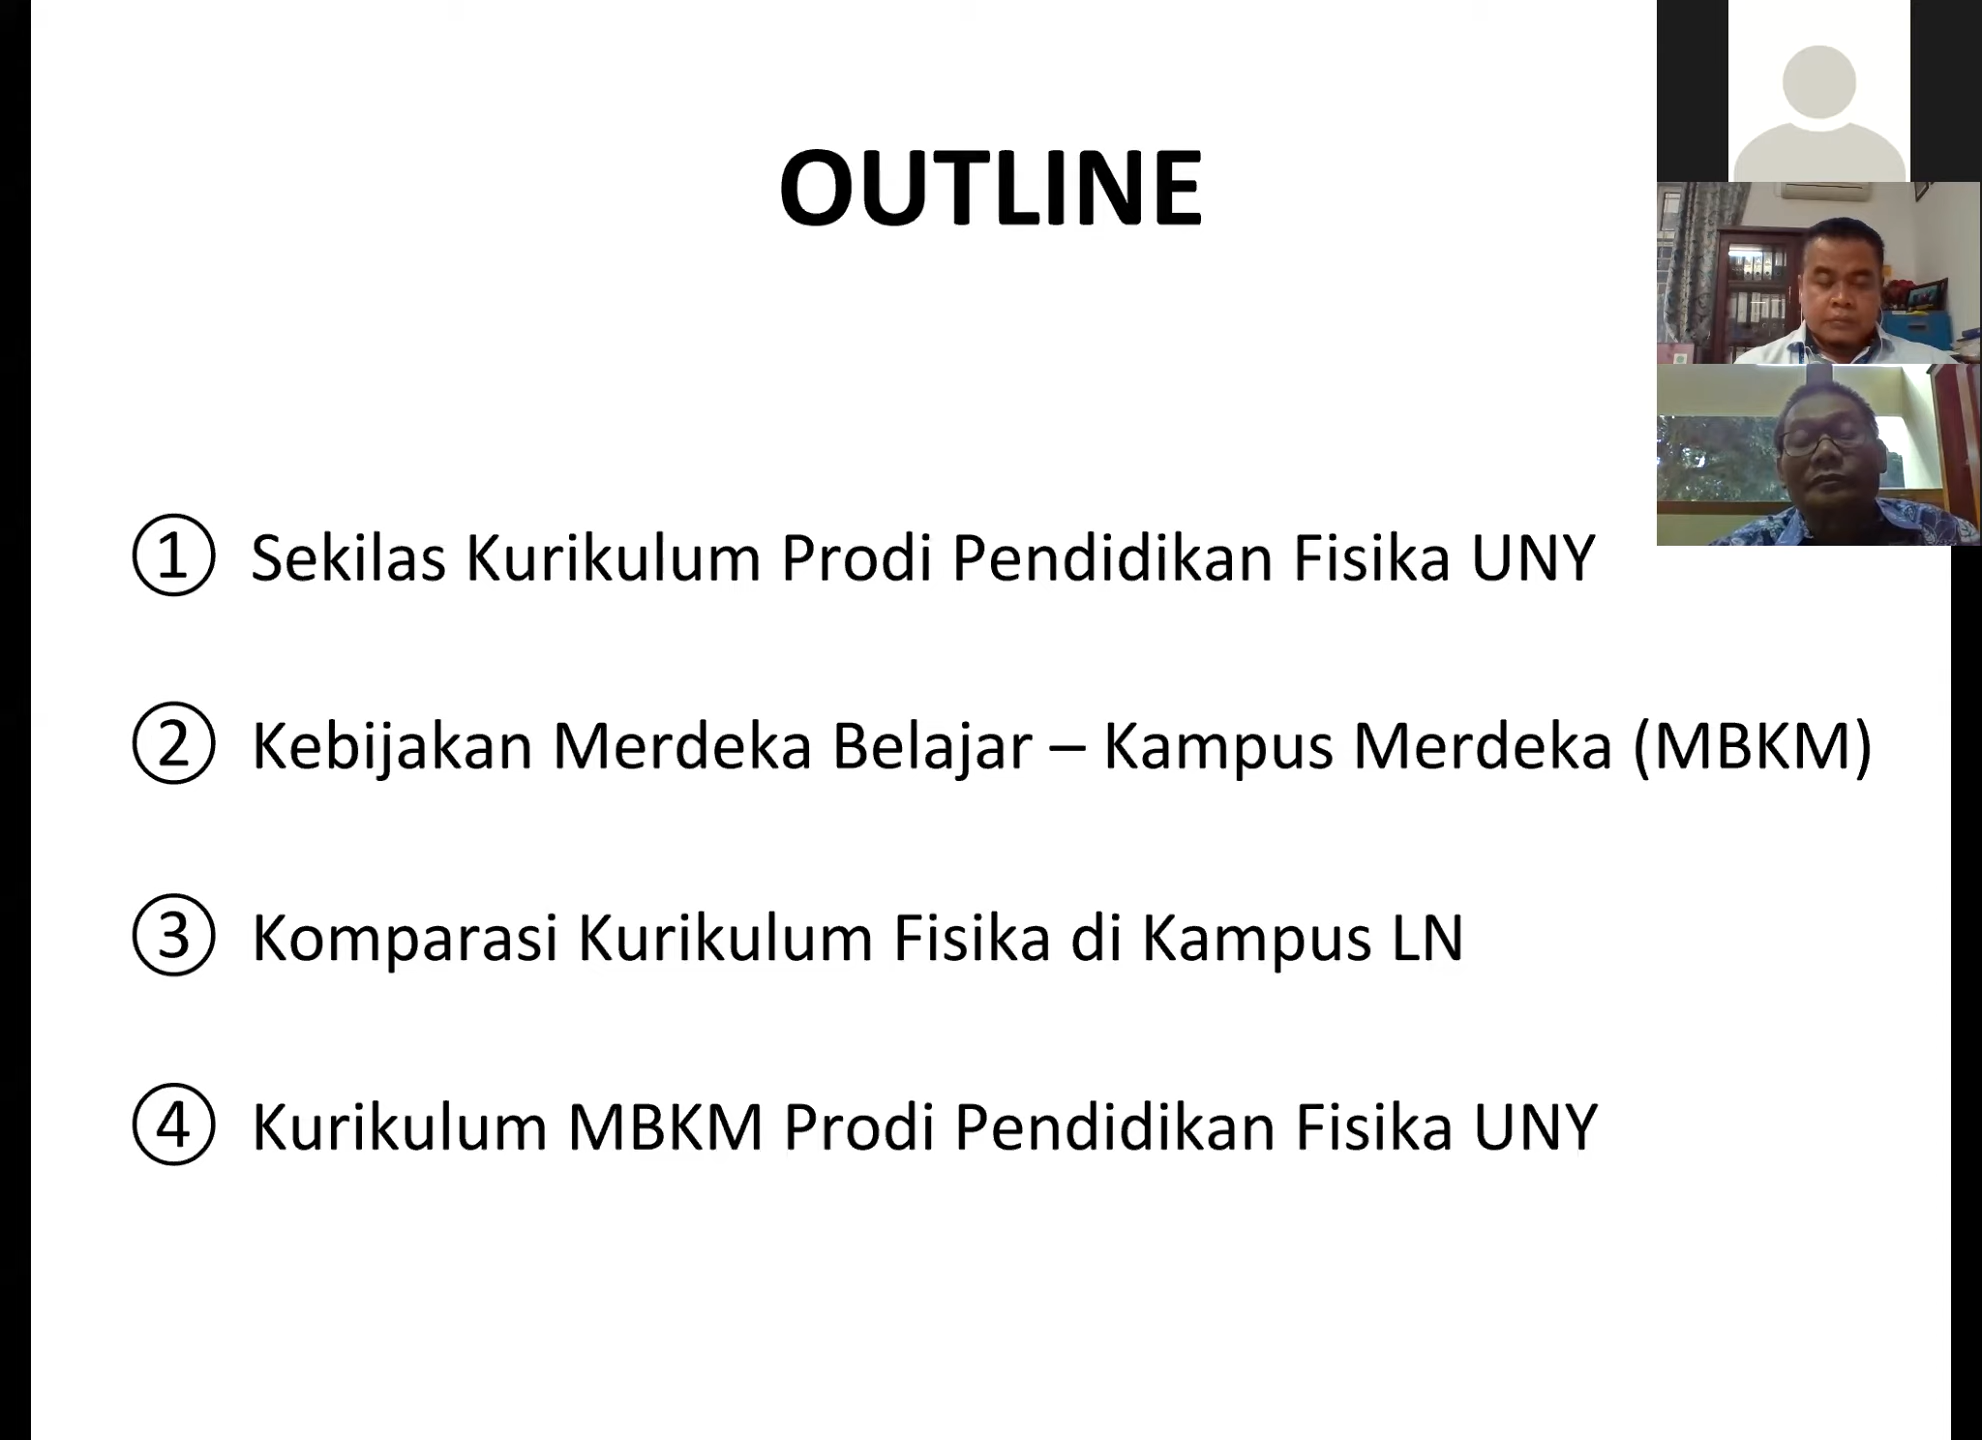 OUTLINE
① Sekilas Kurikulum Prodi Pendidikan Fisika UNY
② Kebijakan Merdeka Belajar – Kampus Merdeka (MBKM)
③ Komparasi Kurikulum Fisika di Kampus LN
④ Kurikulum MBKM Prodi Pendidikan Fisika UNY